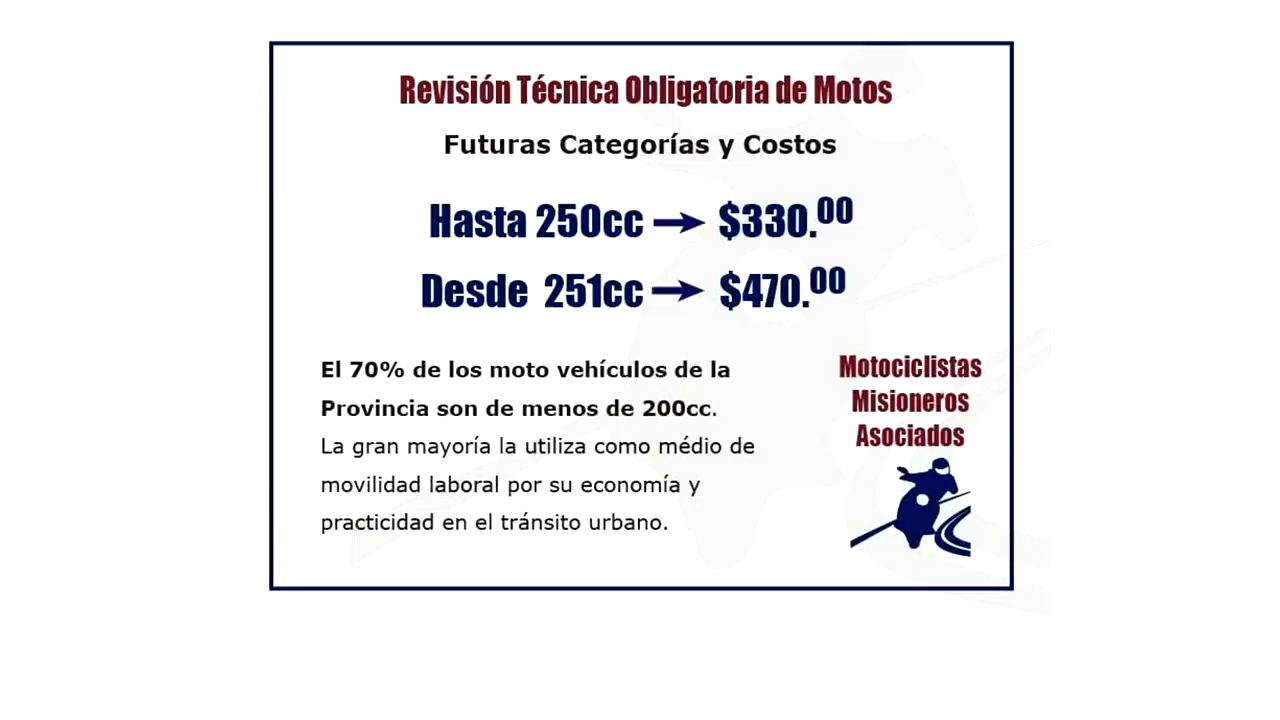 Revisión Técnica Obligatoria de Motos
Futuras Categorías y Costos
Hasta 250cc → $330.00
Desde 251cc → $470.00
El 70% de los moto vehículos de la
Provincia son de menos de 200cc.
La gran mayoría la utiliza como médio de
movilidad laboral por su economía y
practicidad en el tránsito urbano.
Motociclistas
Misioneros
Asociados